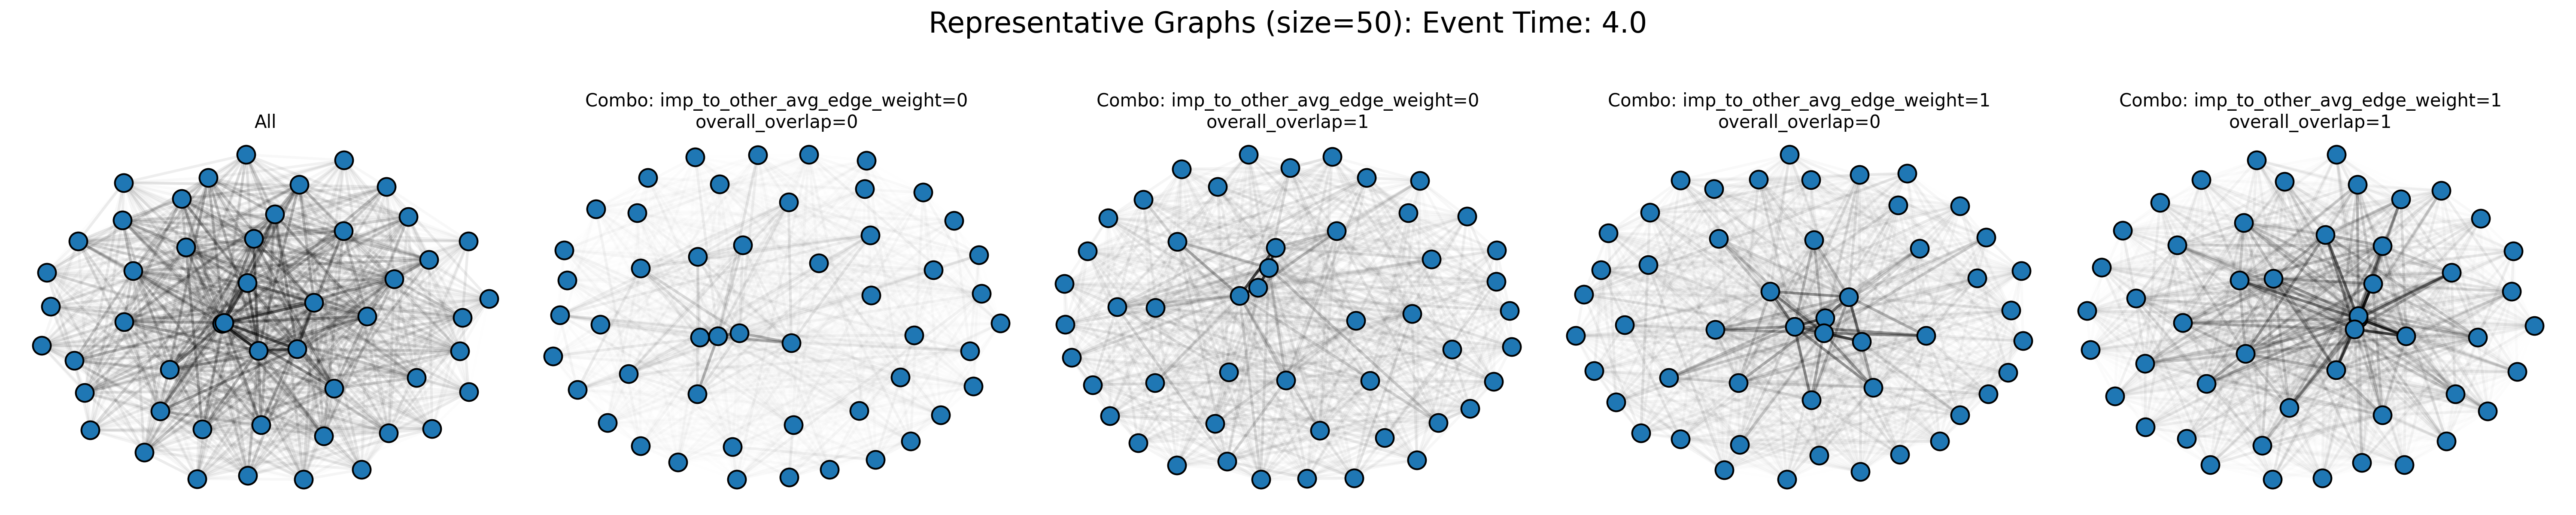 Representative Graphs (size=50): Event Time: 4.0
All
Combo: imp_to_other_avg_edge_weight=0
overall_overlap=0
Combo: imp_to_other_avg_edge_weight=0
overall_overlap=1
Combo: imp_to_other_avg_edge_weight=1
overall_overlap=0
Combo: imp_to_other_avg_edge_weight=1
overall_overlap=1